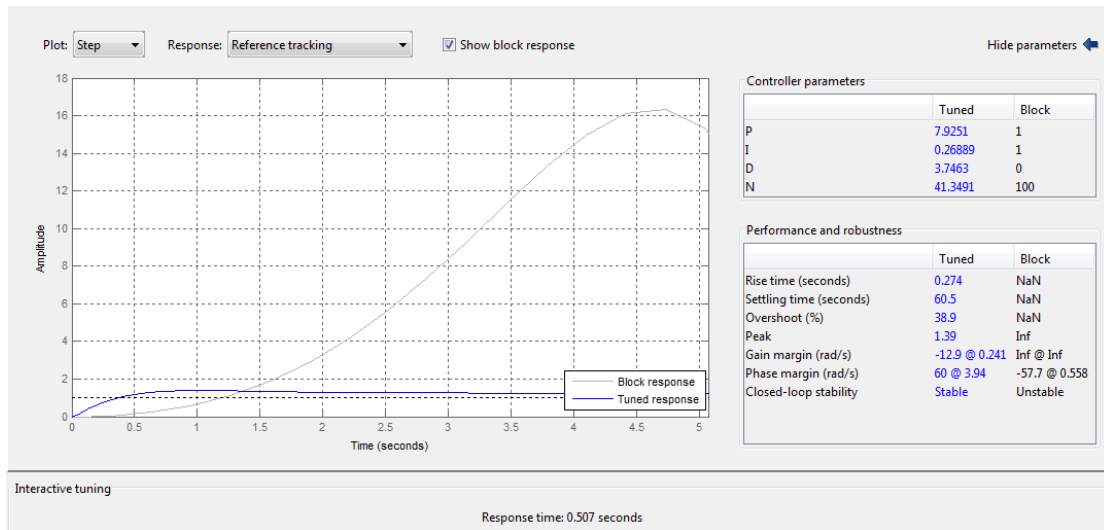 Plot: Step Response: Reference tracking Show block response Hide parameters
18
16
14
12
10
8
6
4
2
0
Amplitude
0 0.5 1 1.5 2 2.5 3 3.5 4 4.5 5
Time (seconds)
Block response
Tuned response
Controller parameters
Tuned Block
P 7.9251 1
I 0.26889 1
D 3.7463 0
N 41.3491 100
Performance and robustness
Tuned Block
Rise time (seconds) 0.274 NaN
Settling time (seconds) 60.5 NaN
Overshoot (%) 38.9 NaN
Peak 1.39 Inf
Gain margin (rad/s) -12.9 @ 0.241 Inf @ Inf
Phase margin (rad/s) 60 @ 3.94 -57.7 @ 0.558
Closed-loop stability Stable Unstable
Interactive tuning
Response time: 0.507 seconds